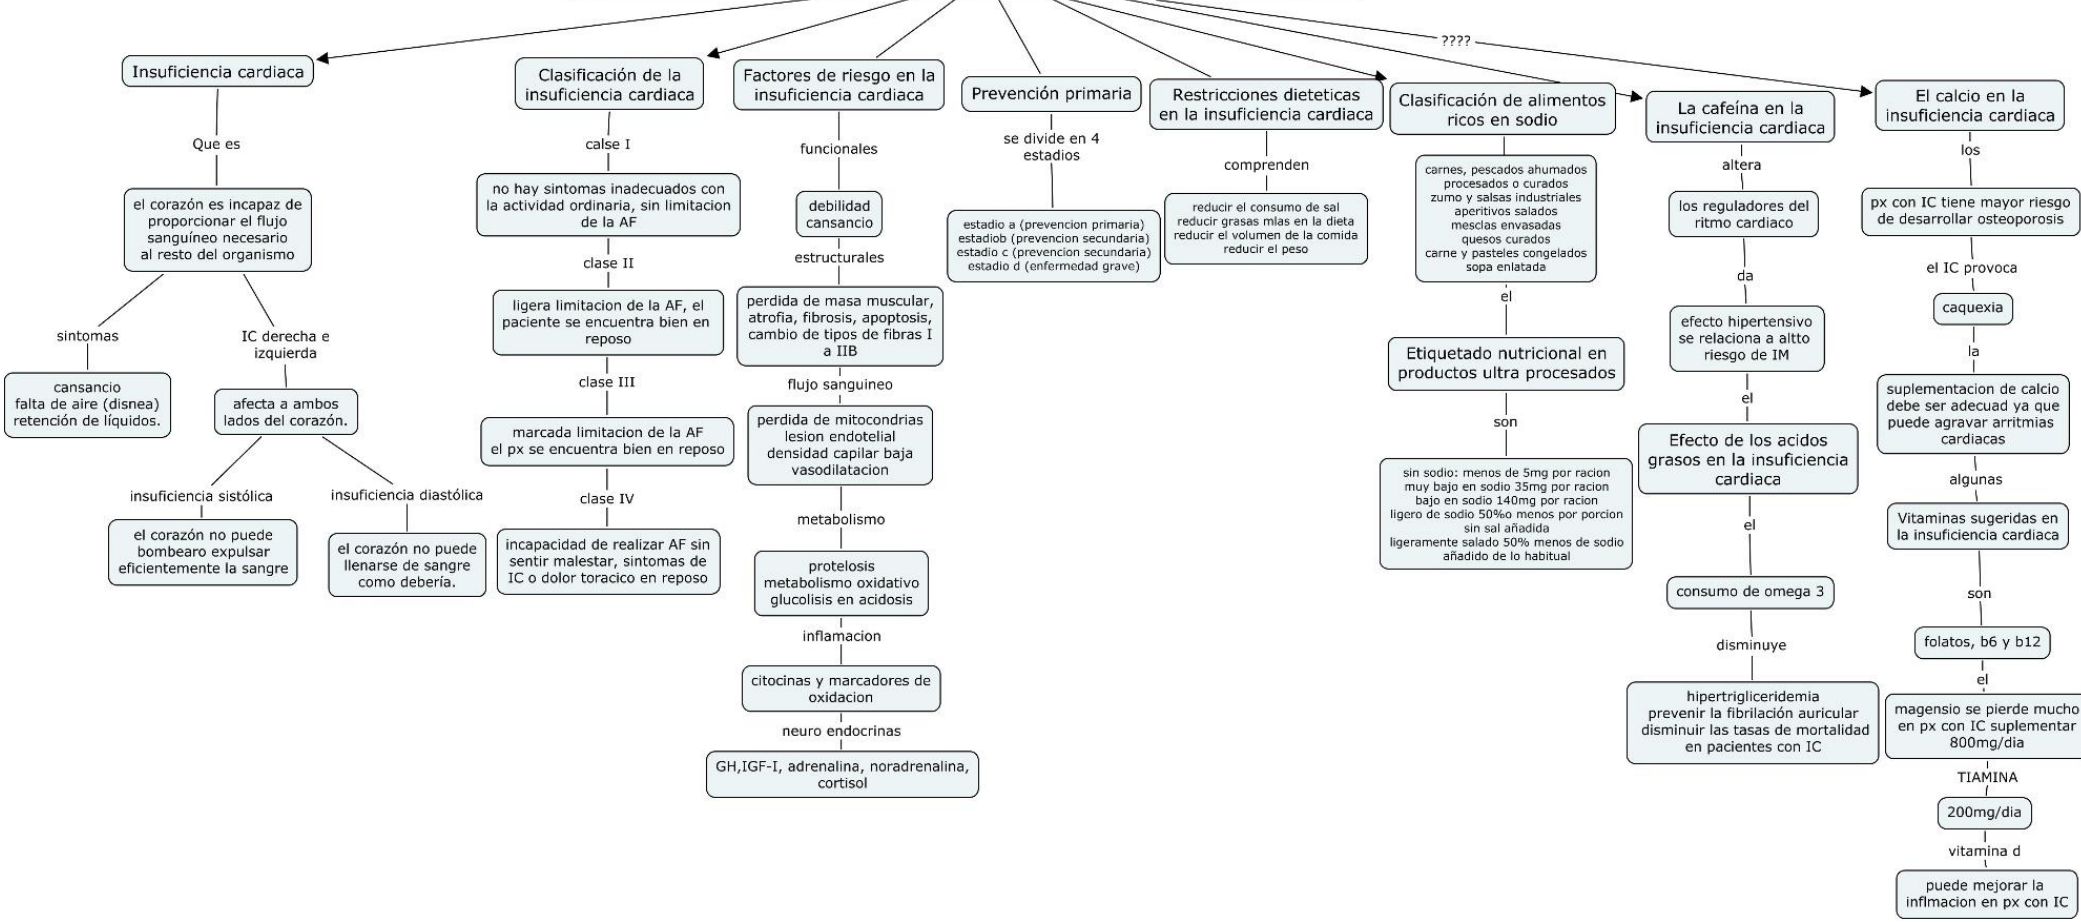 ????
Insuficiencia cardiaca
Que es
el corazón es incapaz de
proporcionar el flujo
sanguíneo necesario
al resto del organismo
sintomas
cansancio
falta de aire (disnea)
retención de líquidos.
IC derecha e
izquierda
afecta a ambos
lados del corazón.
insuficiencia sistólica
el corazón no puede
bombearo expulsar
eficientemente la sangre
insuficiencia diastólica
el corazón no puede
llenarse de sangre
como debería.
Clasificación de la
insuficiencia cardiaca
calse I
no hay sintomas inadecuados con
la actividad ordinaria, sin limitacion
de la AF
clase II
ligera limitacion de la AF, el
paciente se encuentra bien en
reposo
clase III
marcada limitacion de la AF
el px se encuentra bien en reposo
clase IV
incapacidad de realizar AF sin
sentir malestar, sintomas de
IC o dolor toracico en reposo
Factores de riesgo en la
insuficiencia cardiaca
funcionales
debilidad
cansancio
estructurales
perdida de masa muscular,
atrofia, fibrosis, apoptosis,
cambio de tipos de fibras I
a IIB
flujo sanguineo
perdida de mitocondrias
lesion endotelial
densidad capilar baja
vasodilatacion
metabolismo
protelosis
metabolismo oxidativo
glucolisis en acidosis
inflamacion
citocinas y marcadores de
oxidacion
neuro endocrinas
GH,IGF-I, adrenalina, noradrenalina,
cortisol
Prevención primaria
se divide en 4
estadios
estadio a (prevencion primaria)
estadiob (prevencion secundaria)
estadio c (prevencion secundaria)
estadio d (enfermedad grave)
Restricciones dieteticas
en la insuficiencia cardiaca
comprenden
reducir el consumo de sal
reducir grasas mlas en la dieta
reducir el volumen de la comida
reducir el peso
Clasificación de alimentos
ricos en sodio
carnes, pescados ahumados
procesados o curados
zumo y salsas industriales
aperitivos salados
mesclas envasadas
quesos curados
carne y pasteles congelados
sopa enlatada
el
Etiquetado nutricional en
productos ultra procesados
son
sin sodio: menos de 5mg por racion
muy bajo en sodio 35mg por racion
bajo en sodio 140mg por racion
ligero de sodio 50%o menos por porcion
sin sal añadida
ligeramente salado 50% menos de sodio
añadido de lo habitual
La cafeína en la
insuficiencia cardiaca
altera
los reguladores del
ritmo cardiaco
da
efecto hipertensivo
se relaciona a altto
riesgo de IM
el
Efecto de los acidos
grasos en la insuficiencia
cardiaca
el
consumo de omega 3
disminuye
hipertrigliceridemia
prevenir la fibrilación auricular
disminuir las tasas de mortalidad
en pacientes con IC
El calcio en la
insuficiencia cardiaca
los
px con IC tiene mayor riesgo
de desarrollar osteoporosis
el IC provoca
caquexia
la
suplementacion de calcio
debe ser adecuad ya que
puede agravar arritmias
cardiacas
algunas
Vitaminas sugeridas en
la insuficiencia cardiaca
son
folatos, b6 y b12
el
magensio se pierde mucho
en px con IC suplementar
800mg/dia
TIAMINA
200mg/dia
vitamina d
puede mejorar la
inflmacion en px con IC